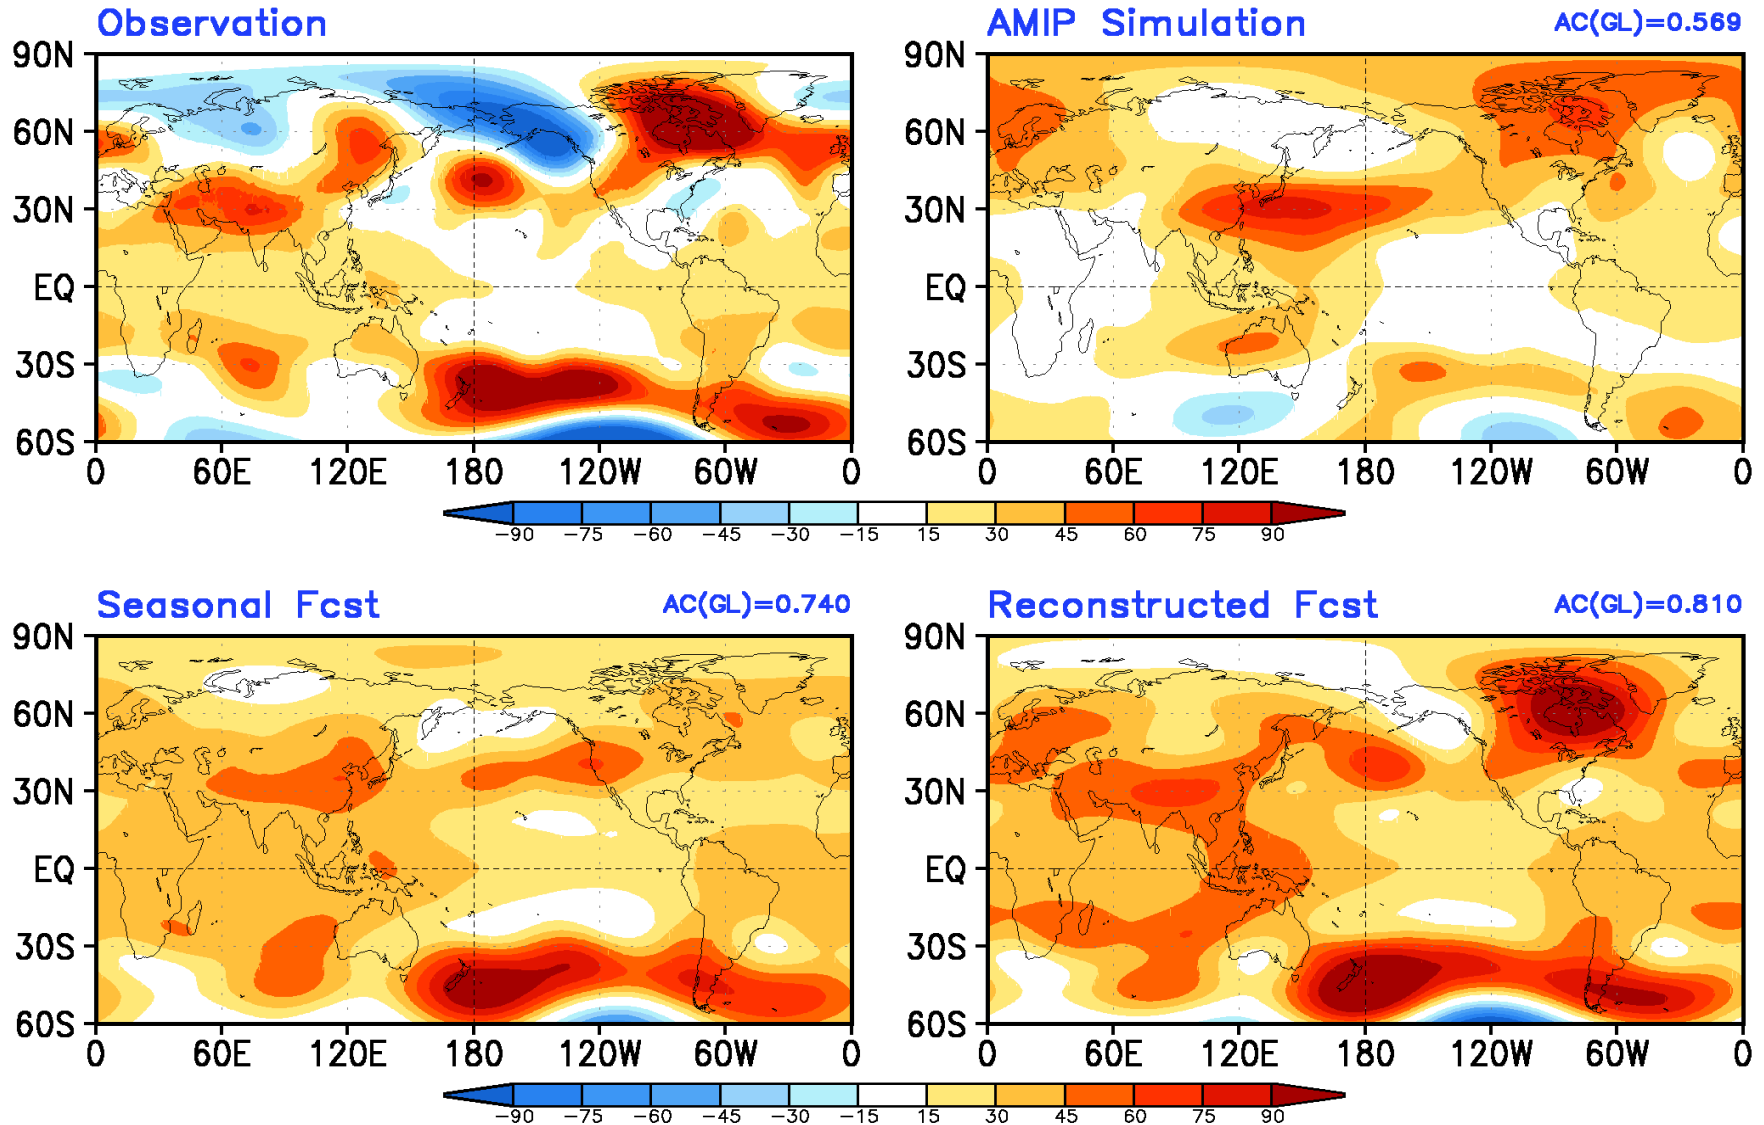 Observation
AMIP Simulation AC(GL)=0.569
90N 90N
60N 60N
30N 30N
EQ EQ
30S 30S
60S 60S
0 60E 120E 180 120W 60W 0 0 60E 120E 180 120W 60W 0
−90 −75 −60 −45 −30 −15 15 30 45 60 75 90
Seasonal Fcst AC(GL)=0.740
Reconstructed Fcst AC(GL)=0.810
90N 90N
60N 60N
30N 30N
EQ EQ
30S 30S
60S 60S
0 60E 120E 180 120W 60W 0 0 60E 120E 180 120W 60W 0
−90 −75 −60 −45 −30 −15 15 30 45 60 75 90